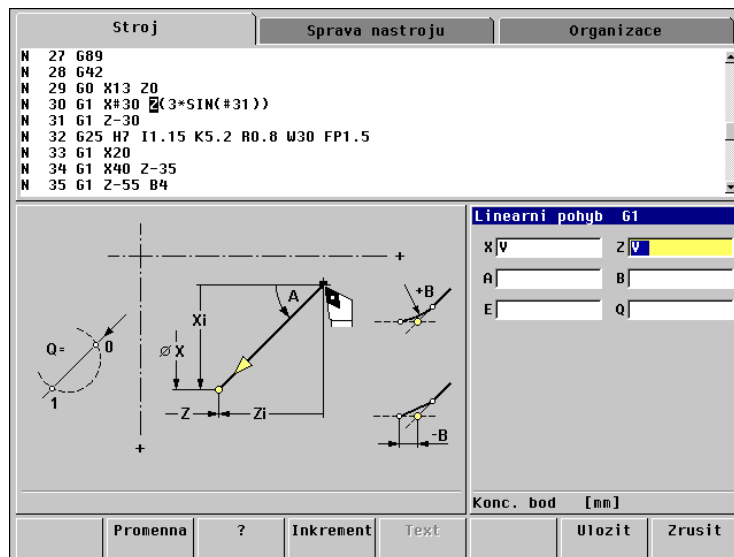 Stroj Sprava nastroju Organizace
N 27 G89
N 28 G42
N 29 G0 X13 Z0
N 30 G1 X#30 Z(3*SIN(#31))
N 31 G1 Z-30
N 32 G25 H7 I1.15 K5.2 R0.8 W30 FP1.5
N 33 G1 X20
N 34 G1 X40 Z-35
N 35 G1 Z-55 B4
Linearni pohyb G1
X V Z V
A B
E Q
+
A
+B
Xi
Q= 0
Ø X
1
Z Zi
-B
+
Konc. bod [mm]
Promenna ? Inkrement Text Ulozit Zrusit